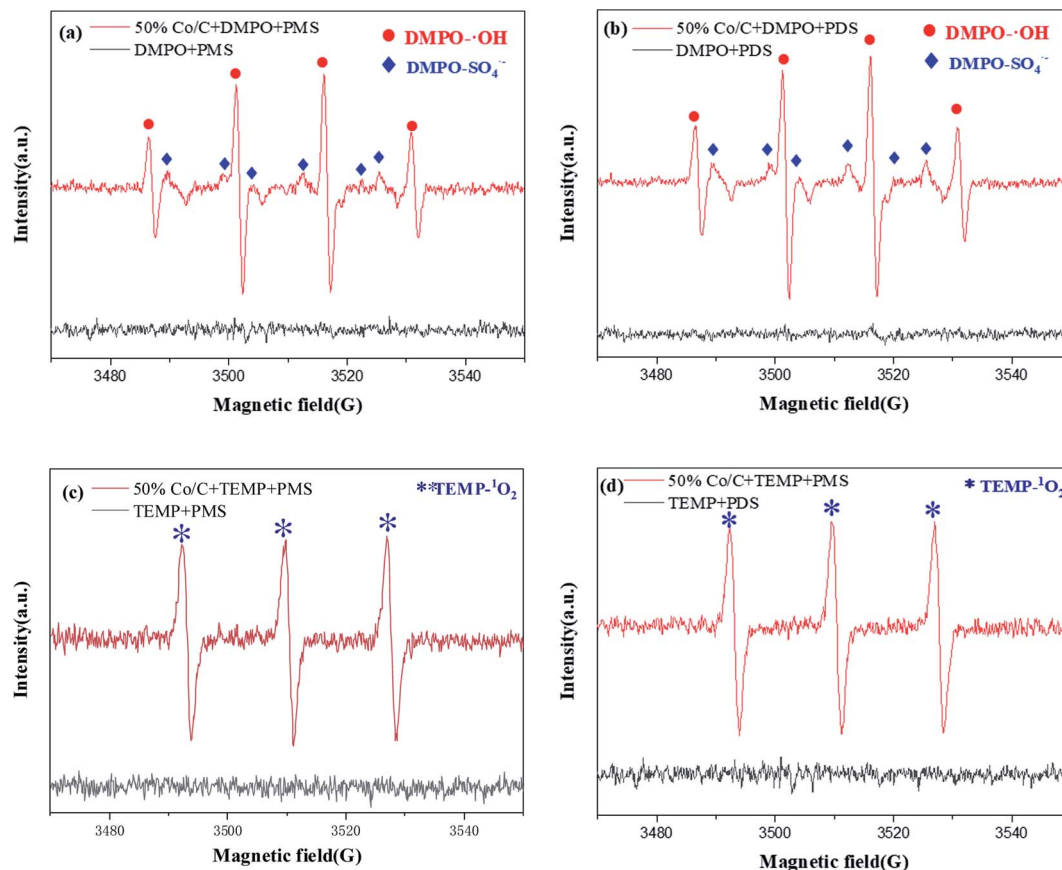 (a)
50% Co/C+DMPO+PMS
DMPO+PMS
DMPO-·OH
DMPO-SO₄·⁻
Intensity(a.u.)
3480 3500 3520 3540
Magnetic field(G)
(b)
50% Co/C+DMPO+PDS
DMPO+PDS
DMPO-·OH
DMPO-SO₄·⁻
Intensity(a.u.)
3480 3500 3520 3540
Magnetic field(G)
(c)
50% Co/C+TEMP+PMS
TEMP+PMS
**TEMP-¹O₂
* * *
Intensity(a.u.)
3480 3500 3520 3540
Magnetic field(G)
(d)
50% Co/C+TEMP+PMS
TEMP+PDS
* TEMP-¹O₂
* * *
Intensity(a.u.)
3480 3500 3520 3540
Magnetic field(G)